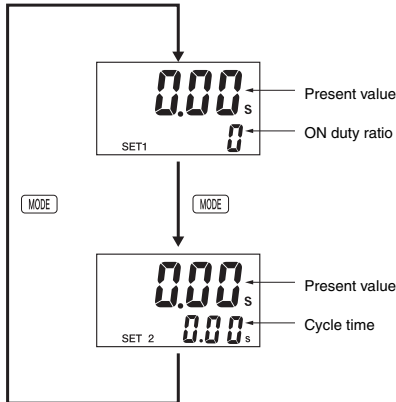 0.00 s
Present value
0
ON duty ratio
SET1
MODE
MODE
0.00 s
Present value
0.00 s
Cycle time
SET 2